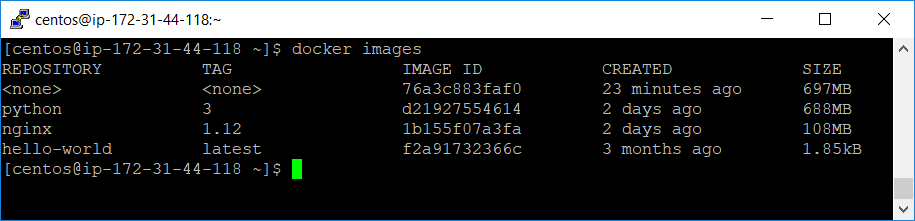 centos@ip-172-31-44-118:~
[centos@ip-172-31-44-118 ~]$ docker images
REPOSITORY TAG IMAGE ID CREATED SIZE
<none> <none> 76a3c883faf0 23 minutes ago 697MB
python 3 d21927554614 2 days ago 688MB
nginx 1.12 1b155f07a3fa 2 days ago 108MB
hello-world latest f2a91732366c 3 months ago 1.85kB
[centos@ip-172-31-44-118 ~]$